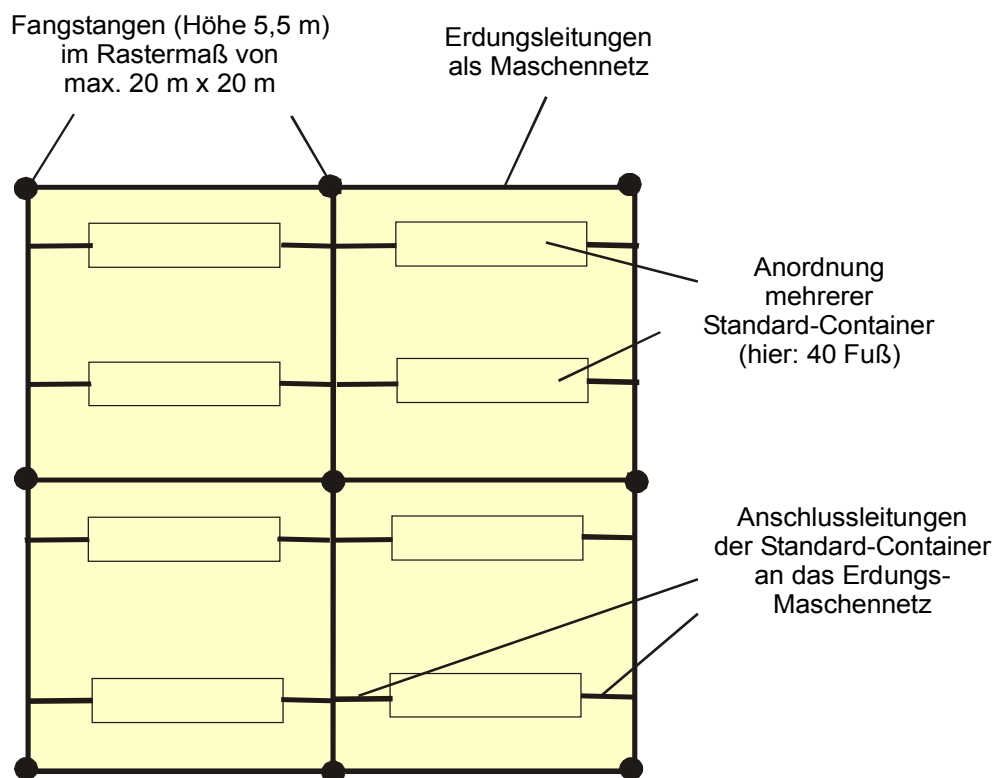 Fangstangen (Höhe 5,5 m)
im Rastermaß von
max. 20 m x 20 m
Erdungsleitungen
als Maschennetz
Anordnung
mehrerer
Standard-Container
(hier: 40 Fuß)
Anschlussleitungen
der Standard-Container
an das Erdungs-
Maschennetz